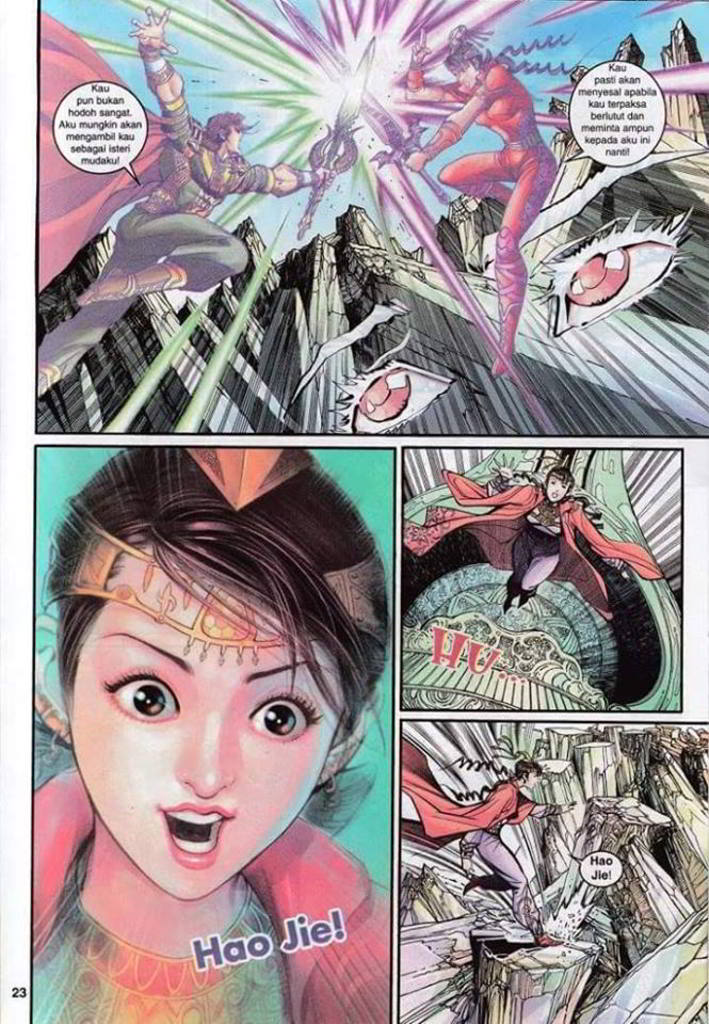 Kau
pun bukan
hodoh sangat.
Aku mungkin akan
mengambil kau
sebagai isteri
mudaku!
Kau
pasti akan
menyesal apabila
kau terpaksa
berlutut dan
meminta ampun
kepada aku ini
nanti!
Hao Jie!
HU...
Hao
Jie!
23